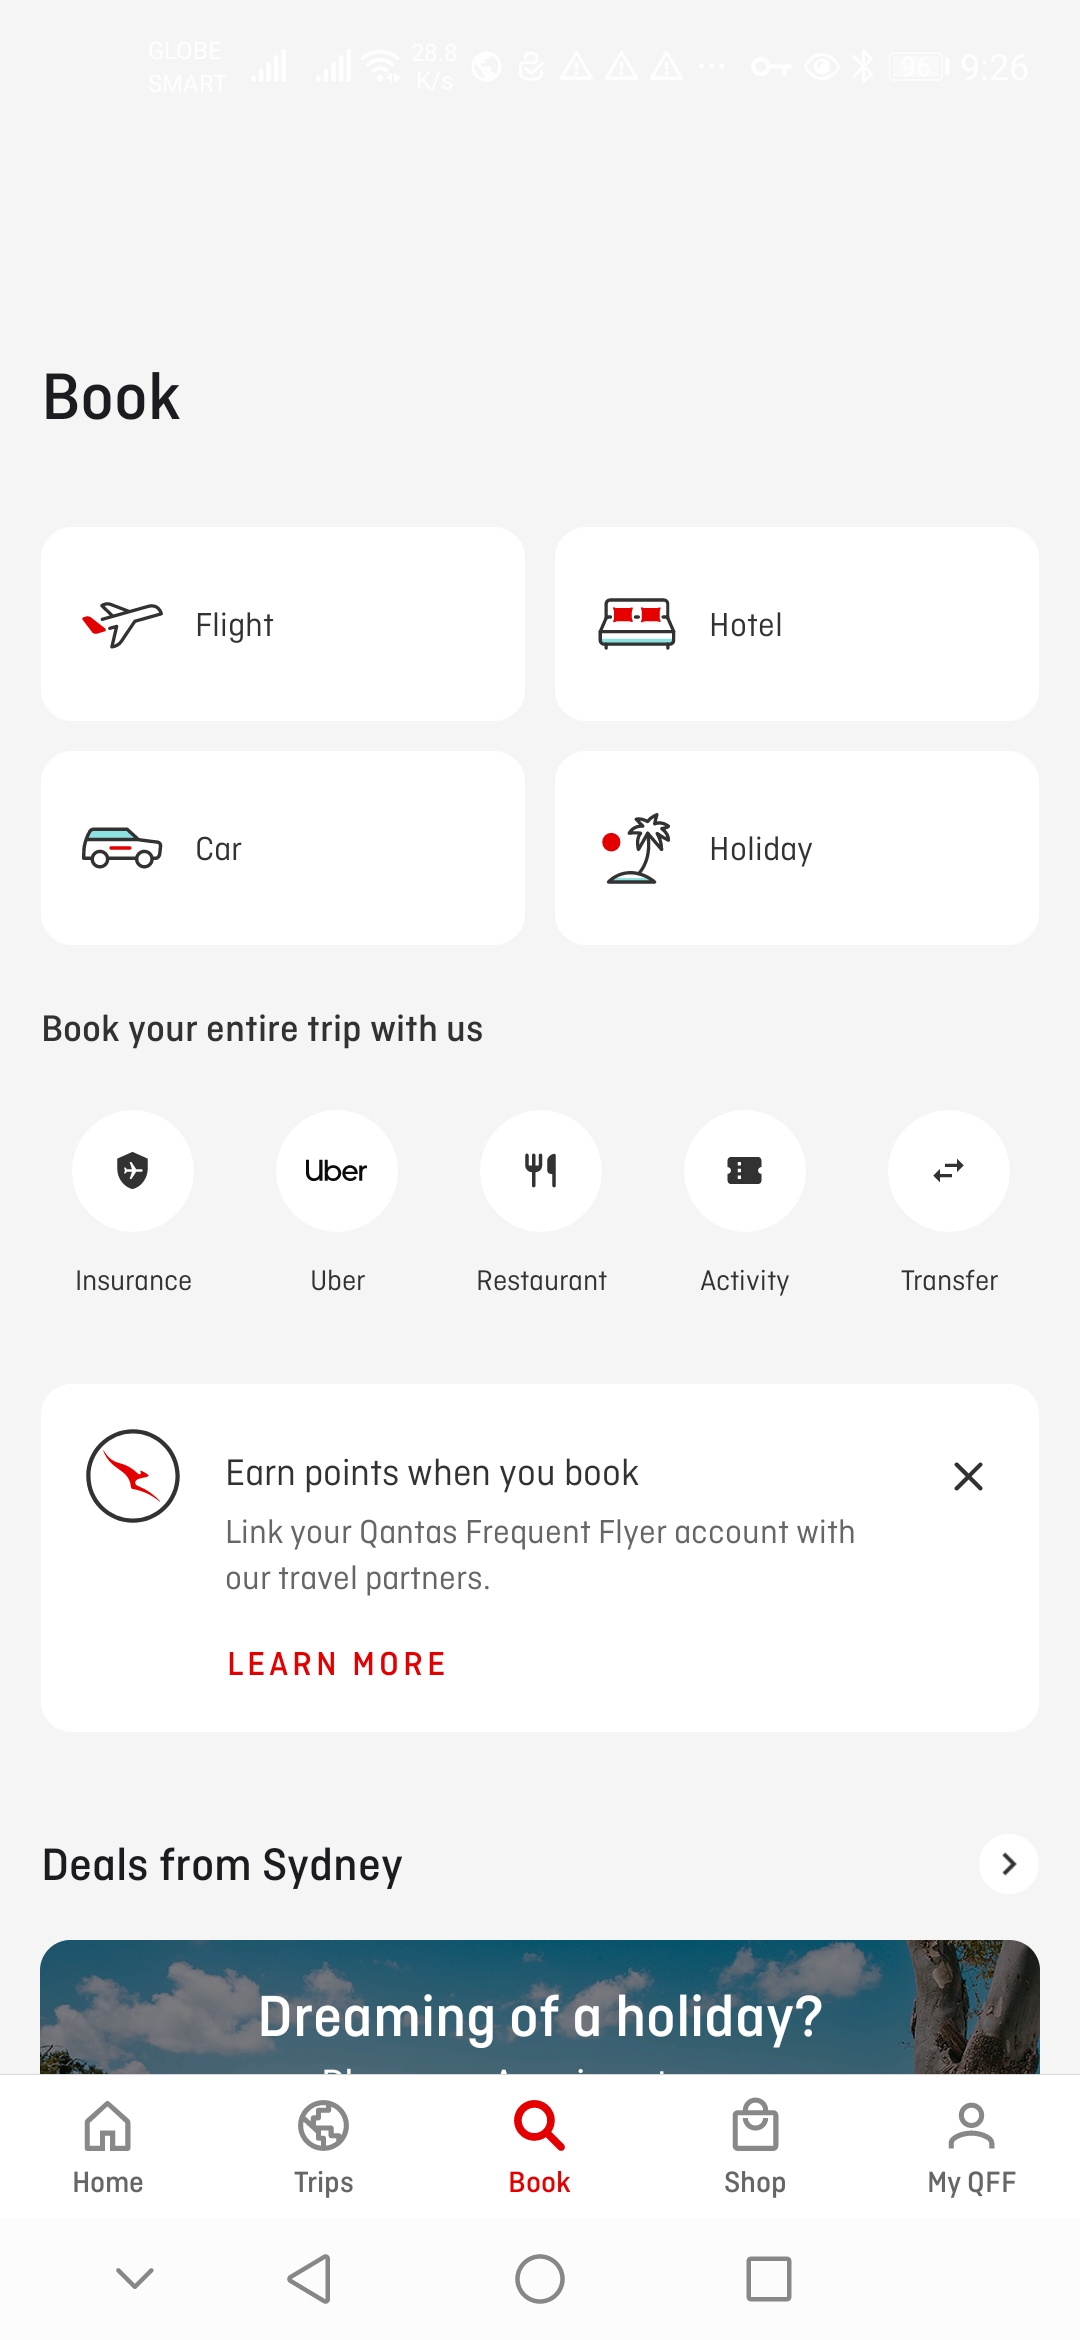 GLOBE
SMART
28.8
K/s
96
9:26
Book
Flight
Hotel
Car
Holiday
Book your entire trip with us
Uber
Insurance
Uber
Restaurant
Activity
Transfer
Earn points when you book
Link your Qantas Frequent Flyer account with
our travel partners.
LEARN MORE
Deals from Sydney
Dreaming of a holiday?
Home
Trips
Book
Shop
My QFF